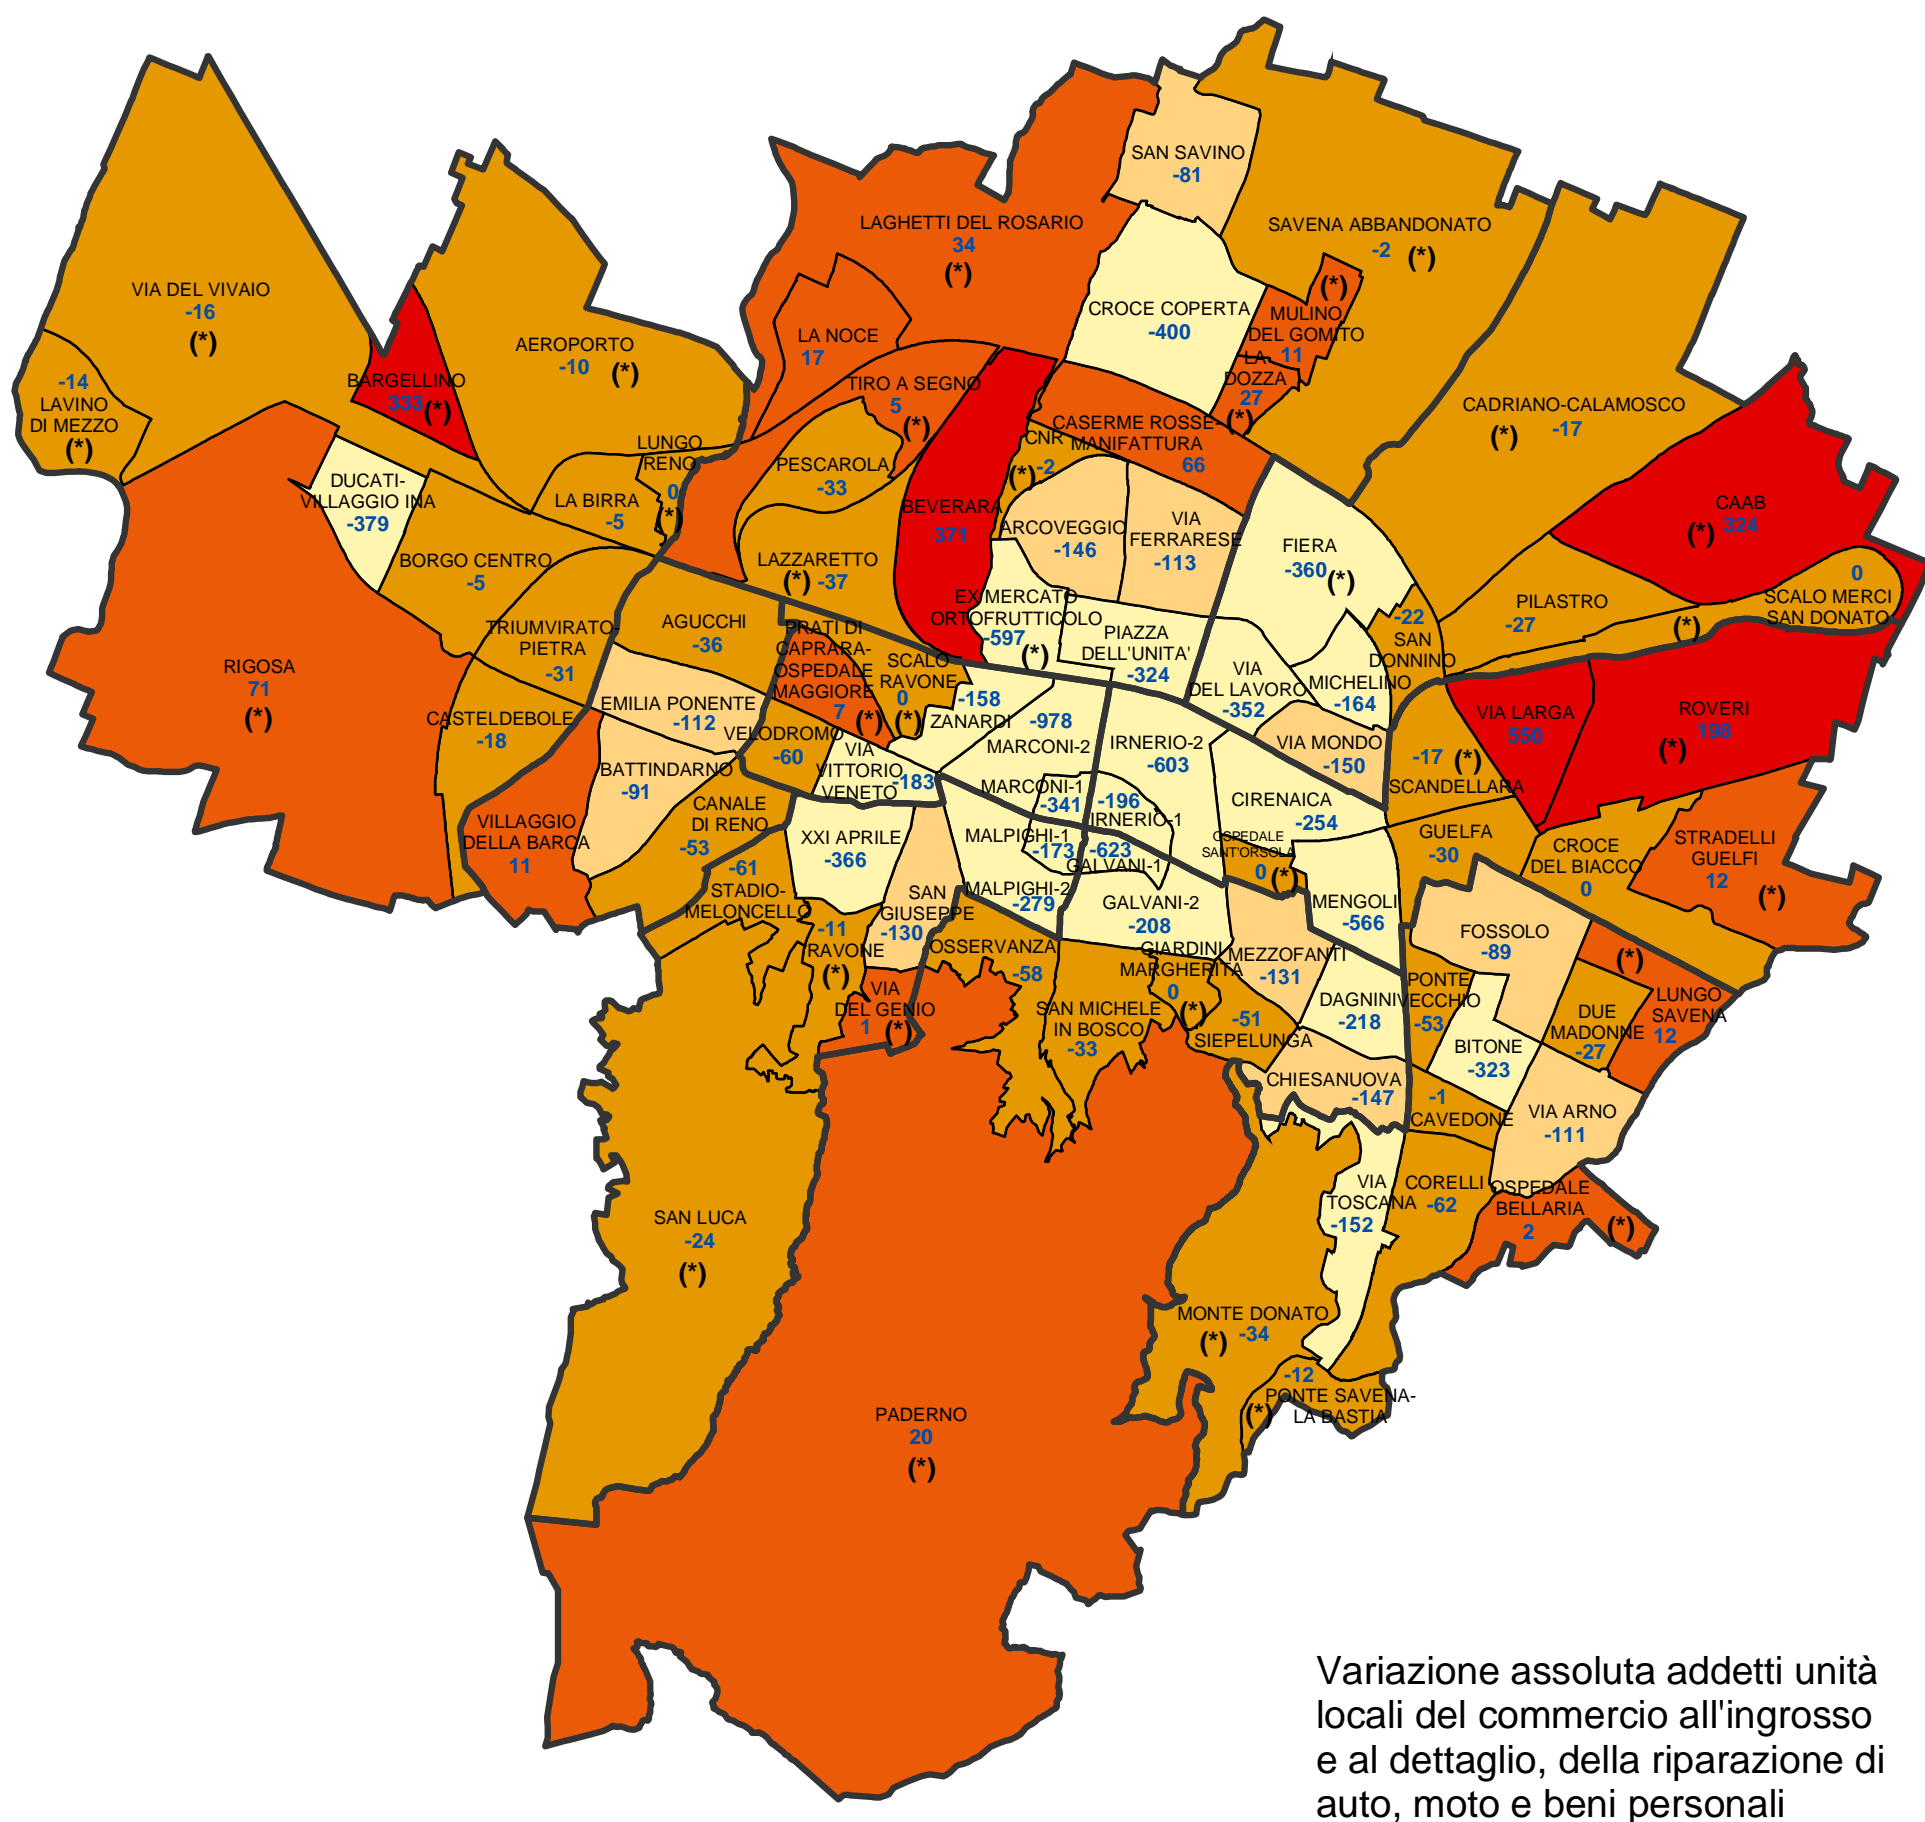 SAN SAVINO
-81
LAGHETTI DEL ROSARIO
34
(*)
SAVENA ABBANDONATO
-2 (*)
VIA DEL VIVAIO
-16
(*)
CROCE COPERTA
-400
(*)
MULINO
DEL GOMITO
11
LA NOCE
17
AEROPORTO
-10 (*)
LA
DOZZA
27
(*)
-14
LAVINO
DI MEZZO
(*)
BARGELLINO
333 (*)
TIRO A SEGNO
5
(*)
CADRIANO-CALAMOSCO
(*) -17
CASERME ROSSE-
MANIFATTURA
66
CNR
(*) -2
LUNGO
RENO
0
(*)
PESCAROLA
-33
DUCATI-
VILLAGGIO INA
-379
LA BIRRA
-5
BEVERARA
371
CAAB
(*) 324
ARCOVEGGIO
-146
VIA
FERRARESE
-113
FIERA
-360 (*)
BORGO CENTRO
-5
LAZZARETTO
(*) -37
0
SCALO MERCI
SAN DONATO
(*)
PILASTRO
-27
EX MERCATO
ORTOFRUTTICOLO
-597
(*)
-22
SAN
DONNINO
TRIUMVIRATO-
PIETRA
-31
AGUCCHI
-36
PRATI DI
CAPRARA-
OSPEDALE
MAGGIORE
7 (*)
PIAZZA
DELL'UNITA'
-324
RIGOSA
71
(*)
SCALO
RAVONE
0
(*)
VIA
DEL LAVORO
-352
MICHELINO
-164
EMILIA PONENTE
-112
-158
ZANARDI
-978
MARCONI-2
VIA LARGA
550
ROVERI
198
(*)
CASTELDEBOLE
-18
VELODROMO
-60
VIA
VITTORIO
VENETO
-183
IRNERIO-2
-603
VIA MONDO
-150
-17 (*)
SCANDELLARA
BATTINDARNO
-91
MARCONI-1
-341
-196
IRNERIO-1
CIRENAICA
-254
CANALE
DI RENO
-53
VILLAGGIO
DELLA BARCA
11
XXI APRILE
-366
MALPIGHI-1
-173
-623
GALVANI-1
OSPEDALE
SANT'ORSOLA
0 (*)
GUELFA
-30
CROCE
DEL BIACCO
0
STRADELLI
GUELFI
12
(*)
-61
STADIO-
MELONCELLO
SAN
GIUSEPPE
-130
MALPIGHI-2
-279
GALVANI-2
-208
MENGOLI
-566
-11
RAVONE
(*)
OSSERVANZA
-58
GIARDINI
MARGHERITA
0
(*)
MEZZOFANTI
-131
FOSSOLO
-89
(*)
LUNGO
SAVENA
12
VIA
DEL GENIO
1 (*)
SAN MICHELE
IN BOSCO
-33
-51
SIEPELUNGA
DAGNINI
-218
PONTE
VECCHIO
-53
DUE
MADONNE
-27
BITONE
-323
CHIESANUOVA
-147
-1
CAVEDONE
VIA ARNO
-111
SAN LUCA
-24
(*)
VIA
TOSCANA
-152
CORELLI
-62
OSPEDALE
BELLARIA
2
(*)
MONTE DONATO
(*) -34
-12
PONTE SAVENA-
LA BASTIA
(*)
PADERNO
20
(*)
Variazione assoluta addetti unità
locali del commercio all'ingrosso
e al dettaglio, della riparazione di
auto, moto e beni personali